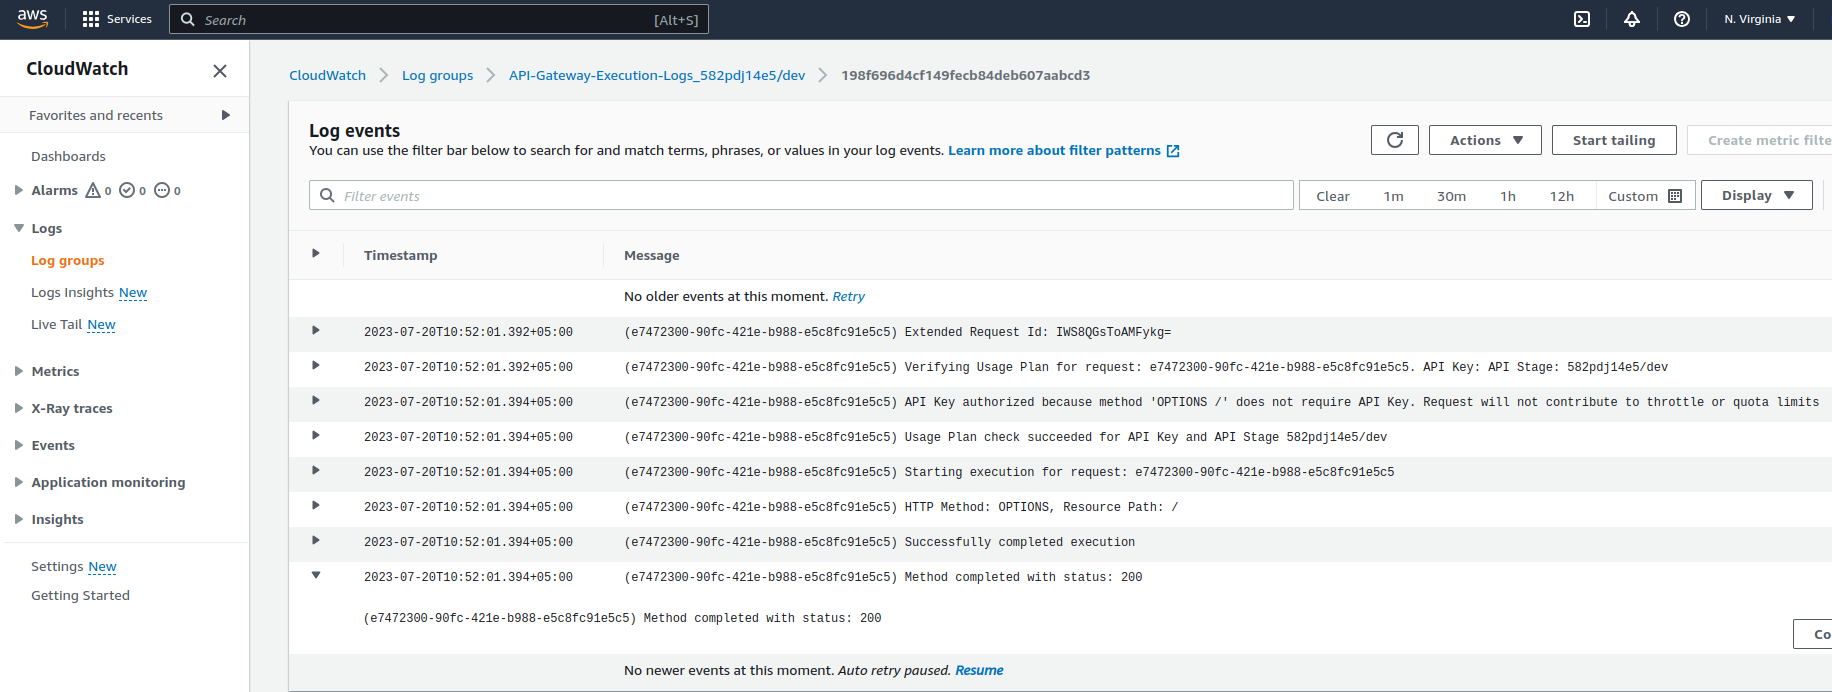 aws Services Search [Alt+S] N. Virginia
CloudWatch
Favorites and recents
Dashboards
Alarms 0 0 0
Logs
Log groups
Logs Insights New
Live Tail New
Metrics
X-Ray traces
Events
Application monitoring
Insights
Settings New
Getting Started
CloudWatch Log groups API-Gateway-Execution-Logs_582pdj14e5/dev 198f696d4cf149fecb84deb607aabcd3
Log events
You can use the filter bar below to search for and match terms, phrases, or values in your log events. Learn more about filter patterns
Actions Start tailing Create metric filte
Filter events Clear 1m 30m 1h 12h Custom Display
Timestamp Message
No older events at this moment. Retry
2023-07-20T10:52:01.392+05:00 (e7472300-90fc-421e-b988-e5c8fc91e5c5) Extended Request Id: IWS8QGsToAMFykg=
2023-07-20T10:52:01.392+05:00 (e7472300-90fc-421e-b988-e5c8fc91e5c5) Verifying Usage Plan for request: e7472300-90fc-421e-b988-e5c8fc91e5c5. API Key: API Stage: 582pdj14e5/dev
2023-07-20T10:52:01.394+05:00 (e7472300-90fc-421e-b988-e5c8fc91e5c5) API Key authorized because method 'OPTIONS /' does not require API Key. Request will not contribute to throttle or quota limits
2023-07-20T10:52:01.394+05:00 (e7472300-90fc-421e-b988-e5c8fc91e5c5) Usage Plan check succeeded for API Key and API Stage 582pdj14e5/dev
2023-07-20T10:52:01.394+05:00 (e7472300-90fc-421e-b988-e5c8fc91e5c5) Starting execution for request: e7472300-90fc-421e-b988-e5c8fc91e5c5
2023-07-20T10:52:01.394+05:00 (e7472300-90fc-421e-b988-e5c8fc91e5c5) HTTP Method: OPTIONS, Resource Path: /
2023-07-20T10:52:01.394+05:00 (e7472300-90fc-421e-b988-e5c8fc91e5c5) Successfully completed execution
2023-07-20T10:52:01.394+05:00 (e7472300-90fc-421e-b988-e5c8fc91e5c5) Method completed with status: 200
(e7472300-90fc-421e-b988-e5c8fc91e5c5) Method completed with status: 200
Co
No newer events at this moment. Auto retry paused. Resume